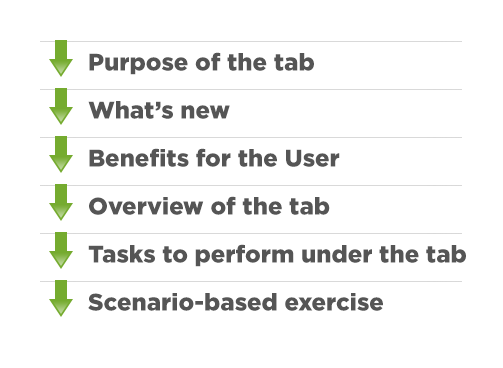 Purpose of the tab
What’s new
Benefits for the User
Overview of the tab
Tasks to perform under the tab
Scenario-based exercise